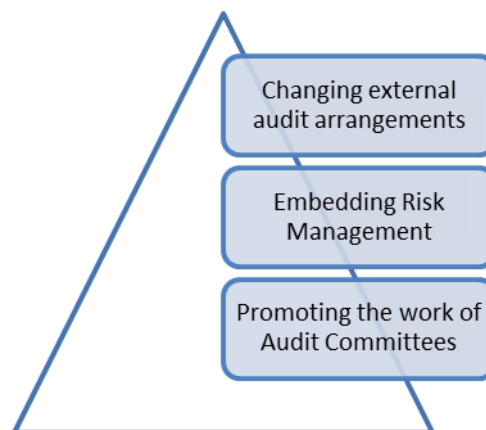 Changing external
audit arrangements
Embedding Risk
Management
Promoting the work of
Audit Committees